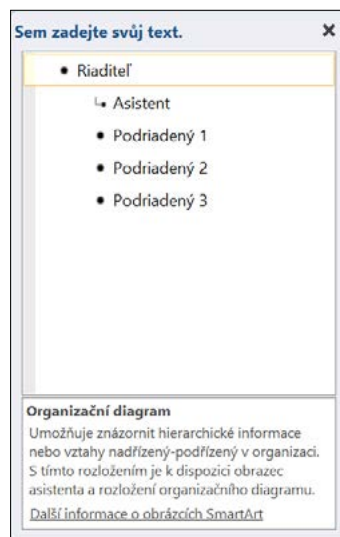 Sem zadejte svůj text.
Riaditeľ
Asistent
Podriadený 1
Podriadený 2
Podriadený 3
Organizační diagram
Umožňuje znázornit hierarchické informace
nebo vztahy nadřízený-podřízený v organizaci.
S tímto rozložením je k dispozici obrazec
asistenta a rozložení organizačního diagramu.
Další informace o obrázcích SmartArt